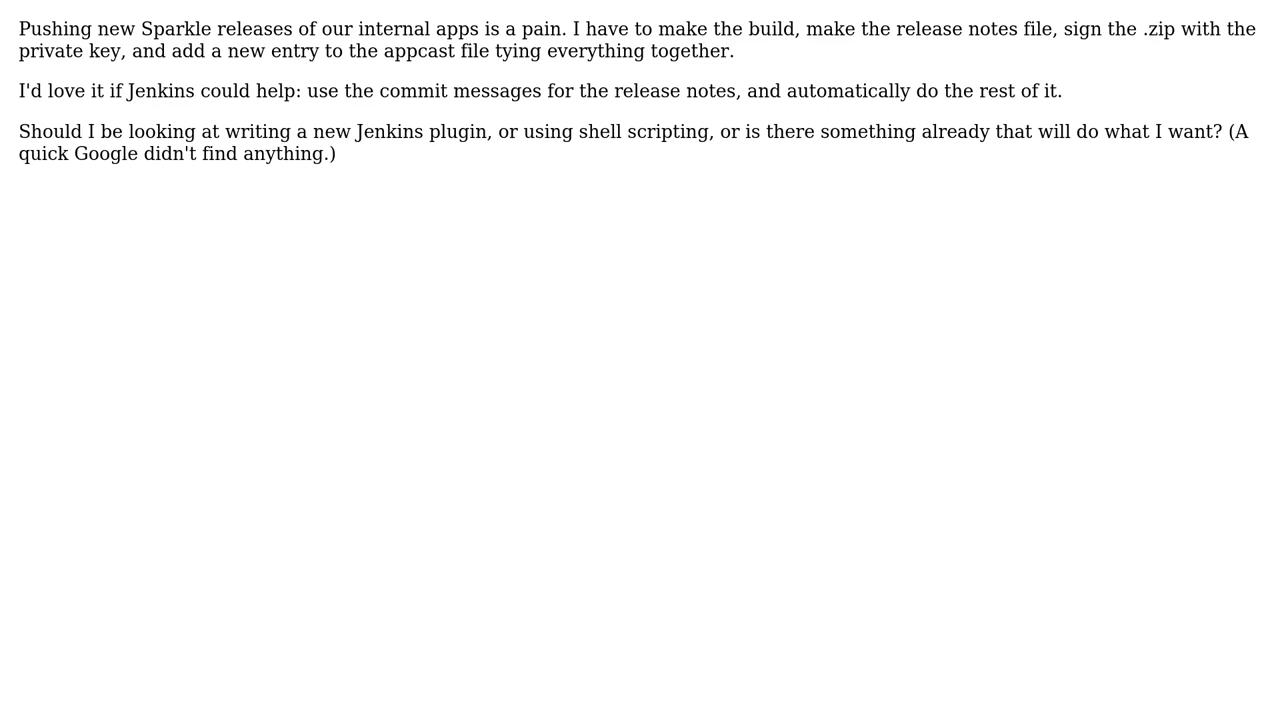 Pushing new Sparkle releases of our internal apps is a pain. I have to make the build, make the release notes file, sign the .zip with the
private key, and add a new entry to the appcast file tying everything together.
I'd love it if Jenkins could help: use the commit messages for the release notes, and automatically do the rest of it.
Should I be looking at writing a new Jenkins plugin, or using shell scripting, or is there something already that will do what I want? (A
quick Google didn't find anything.)